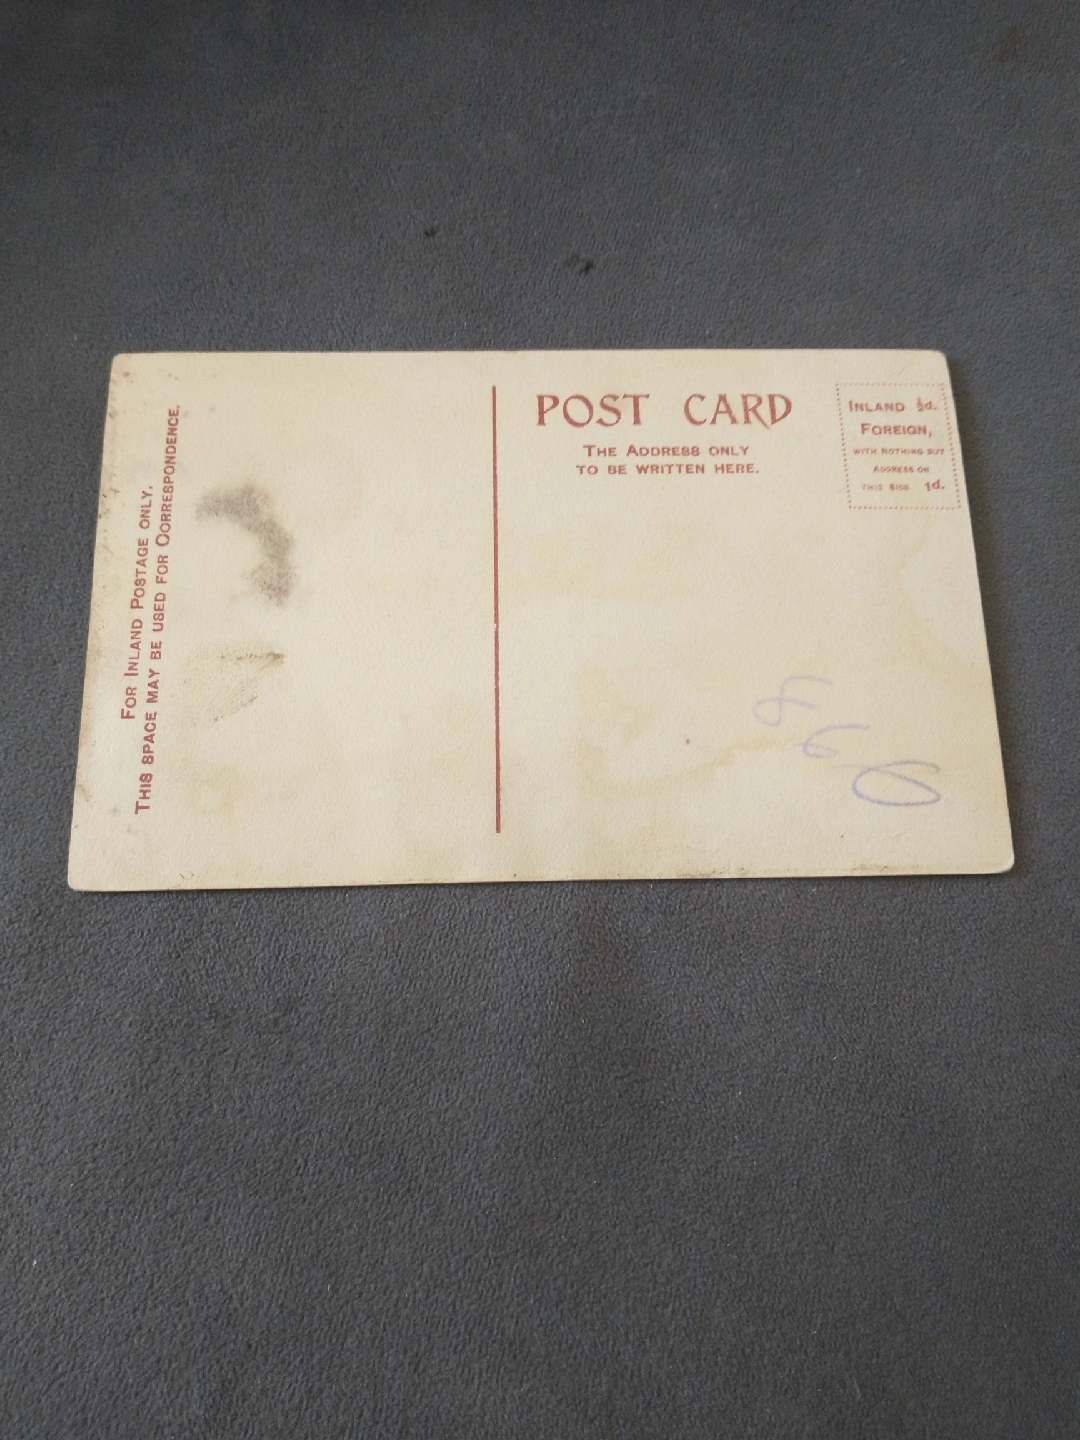 FOR INLAND POSTAGE ONLY.
THIS SPACE MAY BE USED FOR CORRESPONDENCE.
POST CARD
THE ADDRESS ONLY
TO BE WRITTEN HERE.
INLAND ½d.
FOREIGN,
WITH NOTHING BUT
ADDRESS ON
THIS SIDE 1d.